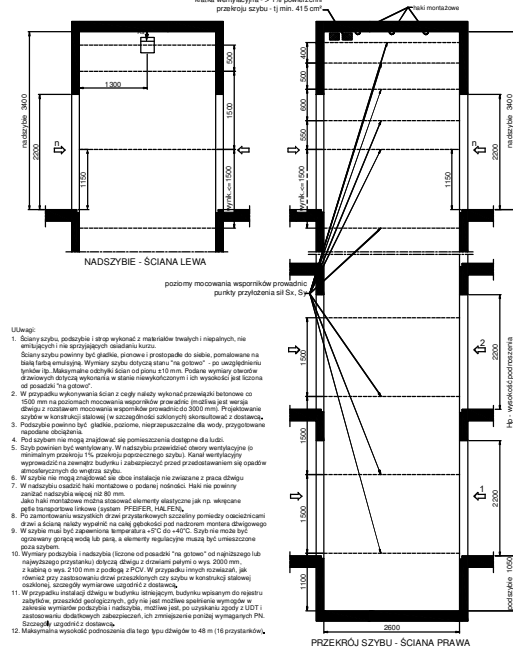 kratka wentylacyjna - > 1% powierzchni
przekroju szybu - tj min. 415 cm²
haki montażowe
1300
500
1500
nadszybie 3400
2200
n
1150
wynik.<=1500
NADSZYBIE - ŚCIANA LEWA
400
500
600
550
wynik.<=1500
nadszybie 3400
2200
n
1150
poziomy mocowania wsporników prowadnic
punkty przyłożenia sił Sx, Sy
1500
2
2200
Hp - wysokość podnoszenia
1500
1500
1
2200
1100
podszybie 1050
2600
PRZEKRÓJ SZYBU - ŚCIANA PRAWA
UUwagi:
1. Ściany szybu, podszybie i strop wykonać z materiałów trwałych i niepalnych, nie
emitujących i nie sprzyjających osiadaniu kurzu.
Ściany szybu powinny być gładkie, pionowe i prostopadłe do siebie, pomalowane na
białą farbą emulsyjną. Wymiary szybu dotyczą stanu "na gotowo" - po uwzględnieniu
tynków itp.. Maksymalne odchyłki ścian od pionu ±10 mm. Podane wymiary otworów
drzwiowych dotyczą wykonania w stanie niewykończonym i ich wysokość jest liczona
od posadzki "na gotowo".
2. W przypadku wykonywania ścian z cegły należy wykonać przewiązki betonowe co
1500 mm na poziomach mocowania wsporników prowadnic (możliwa jest wersja
dźwigu z rozstawem mocowania wsporników prowadnic do 3000 mm). Projektowanie
szybów w konstrukcji stalowej (w szczególności szklonych) skonsultować z dostawcą.
3. Podszybie powinno być gładkie, poziome, nieprzepuszczalne dla wody, przygotowane
napodane obciążenia.
4. Pod szybem nie mogą znajdować się pomieszczenia dostępne dla ludzi.
5. Szyb powinien być wentylowany. W nadszybiu przewidzieć otwory wentylacyjne (o
minimalnym przekroju 1% przekroju poprzecznego szybu). Kanał wentylacyjny
wyprowadzić na zewnątrz budynku i zabezpieczyć przed przedostawaniem się opadów
atmosferycznych do wnętrza szybu.
6. W szybie nie mogą znajdować się obce instalacje nie związane z pracą dźwigu
7. W nadszybiu osadzić haki montażowe o podanej nośności. Haki nie powinny
zaniżać nadszybia więcej niż 80 mm.
Jako haki montażowe można stosować elementy elastyczne jak np. wkręcane
pętle transportowe linkowe (system PFEIFER, HALFEN).
8. Po zamontowaniu wszystkich drzwi przystankowych szczeliny pomiędzy ościeżnicami
drzwi a ścianą należy wypełnić na całej głębokości pod nadzorem montera dźwigowego
9. W szybie musi być zapewniona temperatura +5°C do +40°C. Szyb nie może być
ogrzewany gorącą wodą lub parą, a elementy regulacyjne muszą być umieszczone
poza szybem.
10. Wymiary podszybia i nadszybia (liczone od posadzki "na gotowo" od najniższego lub
najwyższego przystanku) dotyczą dźwigu z drzwiami pełnymi o wys. 2000 mm,
z kabiną o wys. 2100 mm z podłogą z PCV. W przypadku innych rozwiązań, jak
również przy zastosowaniu drzwi przeszklonych czy szybu w konstrukcji stalowej
oszklonej, szczegóły wymiarowe uzgodnić z dostawcą.
11. W przypadku instalacji dźwigu w budynku istniejącym, budynku wpisanym do rejestru
zabytków, przeszkód geologicznych, gdy nie jest możliwe spełnienie wymogów w
zakresie wymiarów podszybia i nadszybia, możliwe jest, po uzyskaniu zgody z UDT i
zastosowaniu dodatkowych zabezpieczeń, ich zmniejszenie poniżej wymaganych PN.
Szczegóły uzgodnić z dostawcą.
12. Maksymalna wysokość podnoszenia dla tego typu dźwigów to 48 m (16 przystanków).